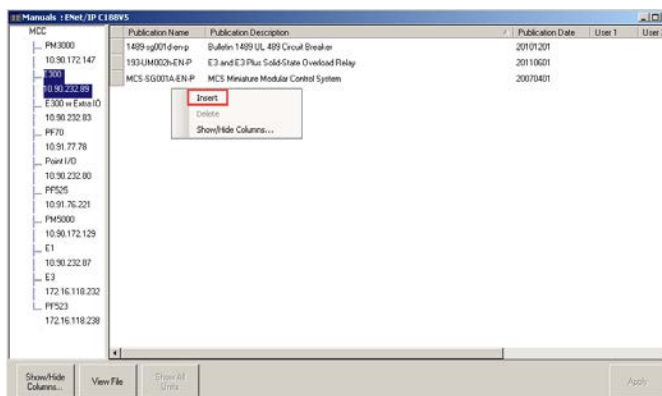 Manuals : ENet/IP C188V5
MCC
PM3000
10.90.172.147
E300
10.90.232.89
E300 w Extra IO
10.90.232.83
PF70
10.91.77.78
Point I/O
10.90.232.80
PF525
10.91.76.221
PM5000
10.90.172.129
E1
10.90.232.87
E3
172.16.118.232
PF523
172.16.118.238
Publication Name Publication Description Publication Date User 1 User
1489-sg001d-en-p Bulletin 1489 UL 489 Circuit Breaker 20101201
193-UM002h-EN-P E3 and E3 Plus Solid-State Overload Relay 20110601
MCS-SG001A-EN-P MCS Miniature Modular Control System 20070401
Insert
Delete
Show/Hide Columns...
Show/Hide
Columns...
View File
Show All
Units
Apply